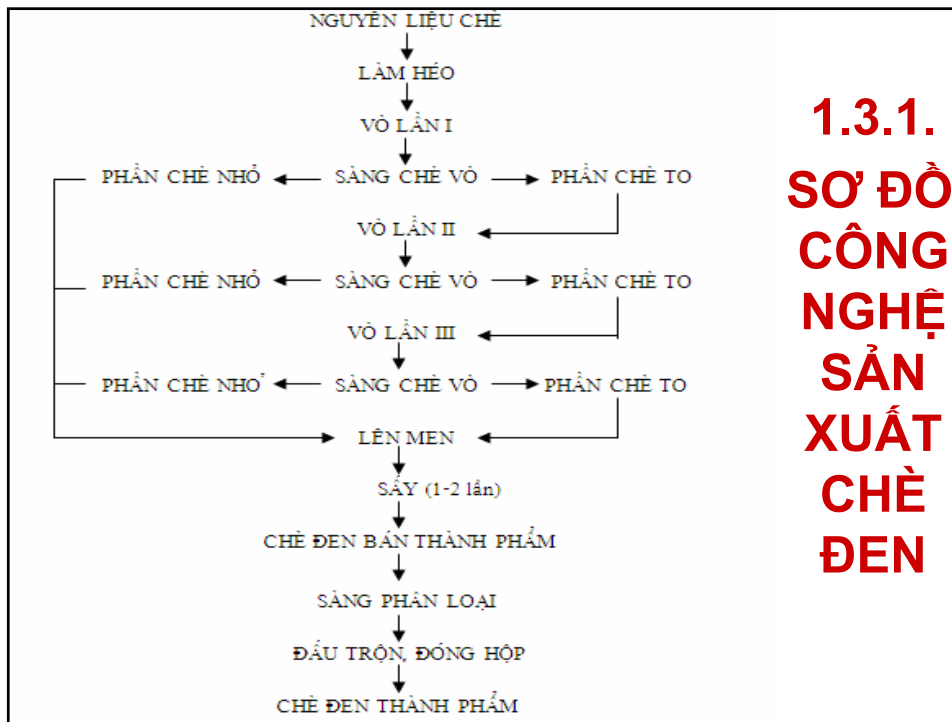 NGUYÊN LIỆU CHÈ
LÀM HÉO
VÒ LẦN I
PHẦN CHÈ NHỎ SÀNG CHÈ VÒ PHẦN CHÈ TO
VÒ LẦN II
PHẦN CHÈ NHỎ SÀNG CHÈ VÒ PHẦN CHÈ TO
VÒ LẦN III
PHẦN CHÈ NHỎ SÀNG CHÈ VÒ PHẦN CHÈ TO
LÊN MEN
SẤY (1-2 lần)
CHÈ ĐEN BÁN THÀNH PHẨM
SÀNG PHÂN LOẠI
ĐẤU TRỘN, ĐÓNG HỘP
CHÈ ĐEN THÀNH PHẨM
1.3.1.
SƠ ĐỒ
CÔNG
NGHỆ
SẢN
XUẤT
CHÈ
ĐEN